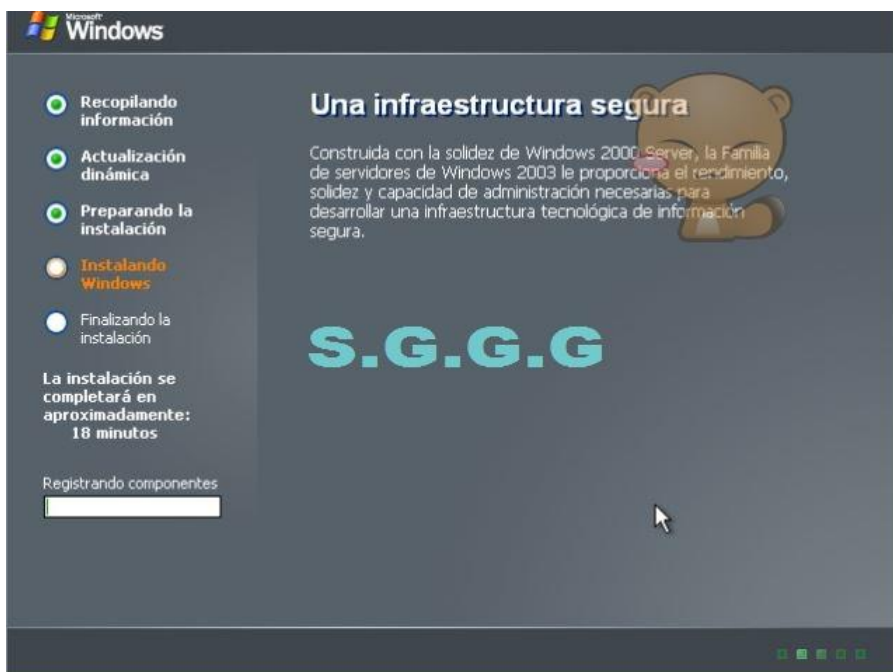 Microsoft
Windows
Recopilando
información
Actualización
dinámica
Preparando la
instalación
Instalando
Windows
Finalizando la
instalación
La instalación se
completará en
aproximadamente:
18 minutos
Registrando componentes
Una infraestructura segura
Construida con la solidez de Windows 2000 Server, la Familia
de servidores de Windows 2003 le proporciona el rendimiento,
solidez y capacidad de administración necesarias para
desarrollar una infraestructura tecnológica de información
segura.
S.G.G.G